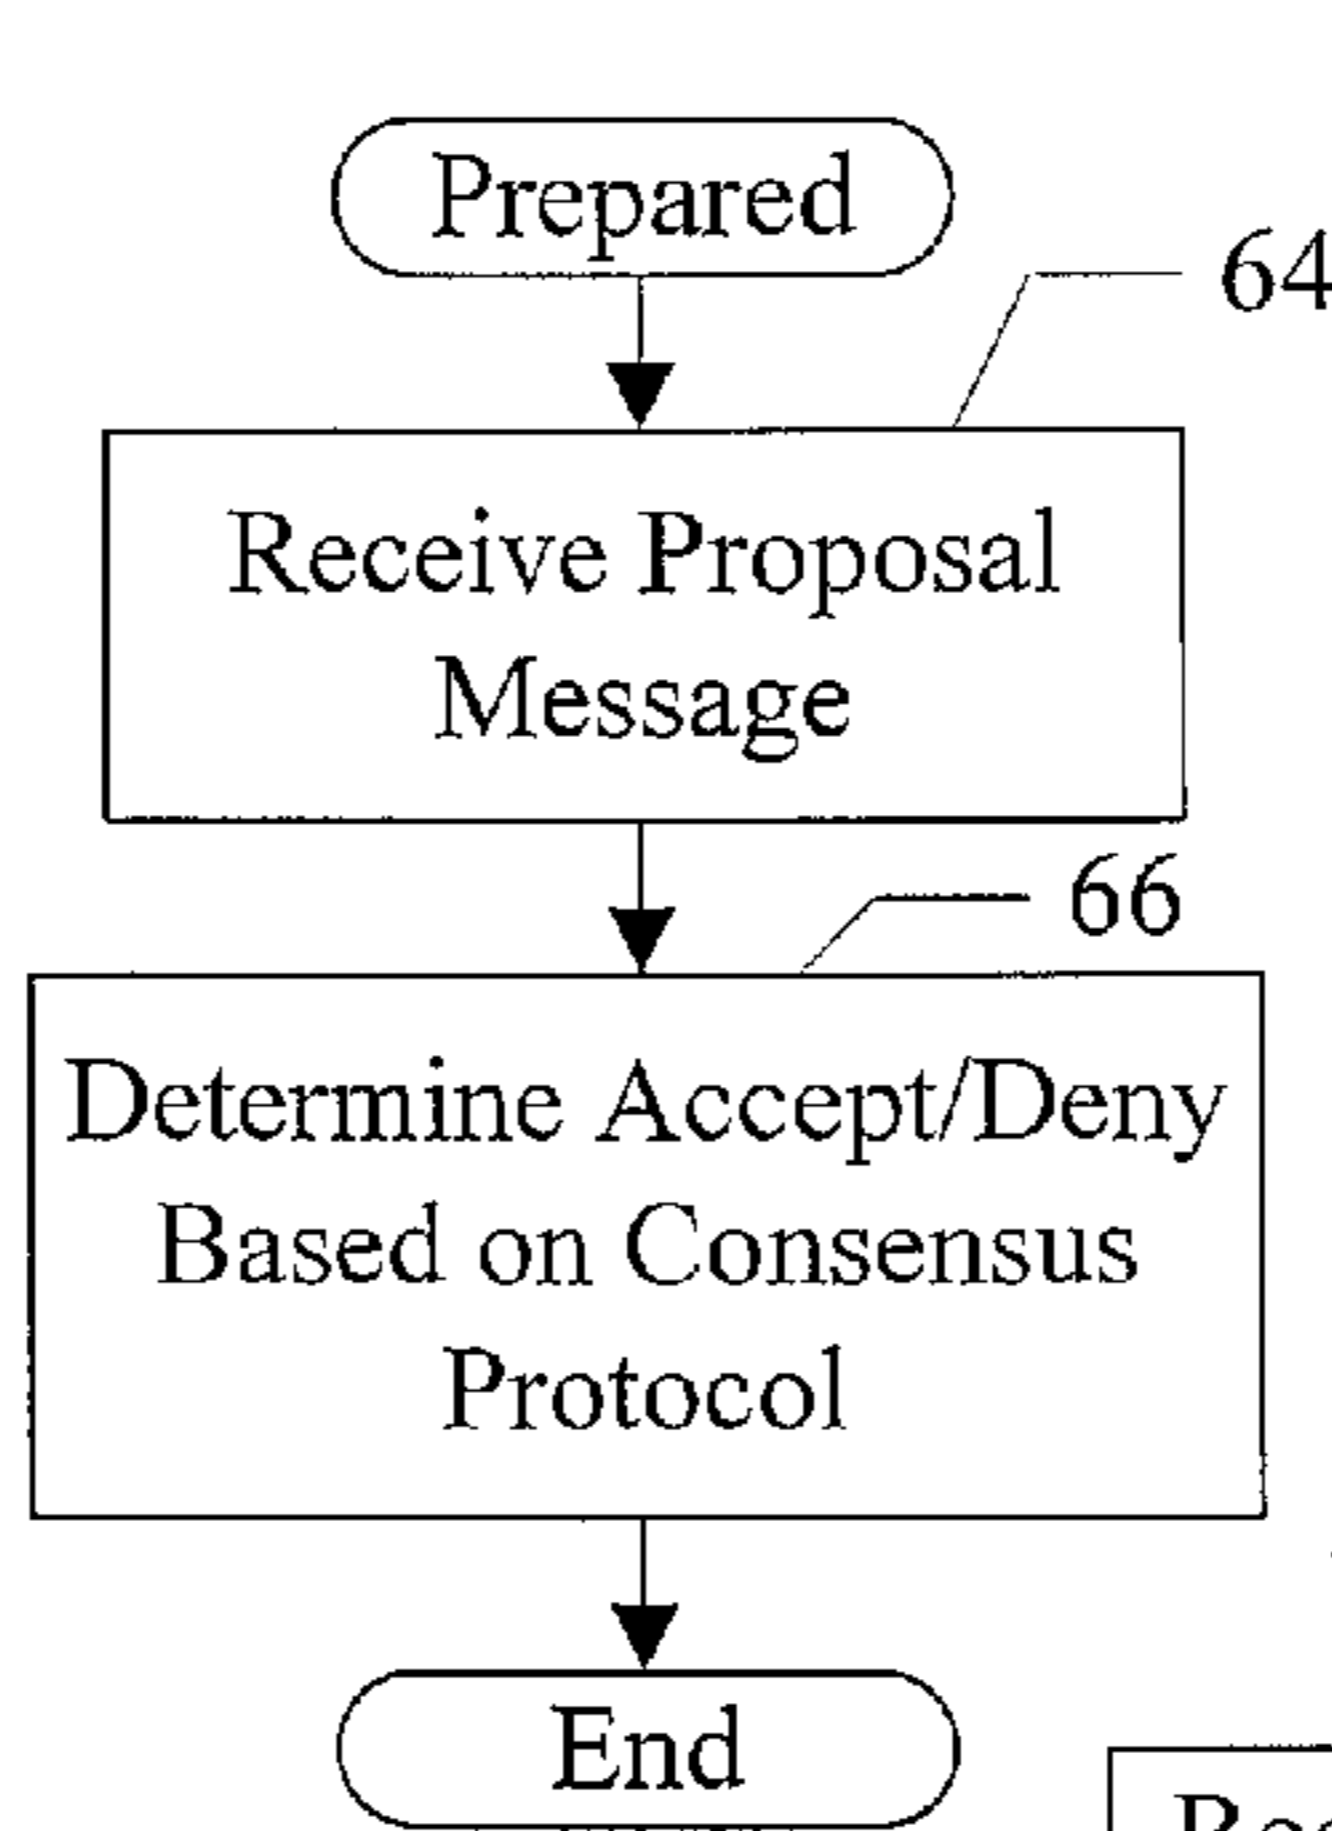 Prepared
64
Receive Proposal
Message
66
Determine Accept/Deny
Based on Consensus
Protocol
End